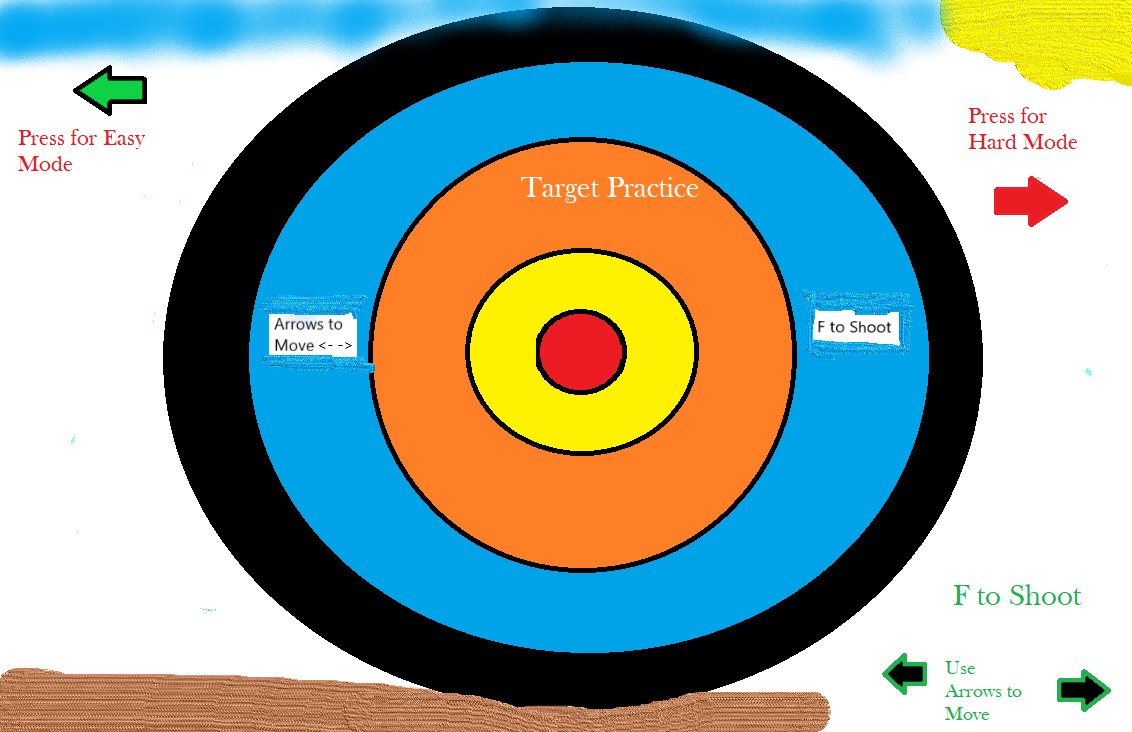 Press for Easy
Mode
Press for
Hard Mode
Target Practice
Arrows to
Move <- ->
F to Shoot
F to Shoot
Use
Arrows to
Move